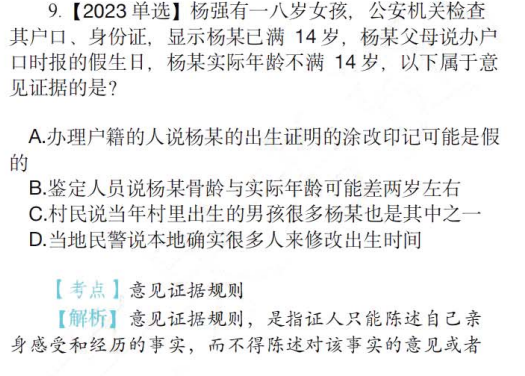 9.【2023 单选】杨强有一八岁女孩，公安机关检查
其户口、身份证，显示杨某已满 14 岁，杨某父母说办户
口时报的假生日，杨某实际年龄不满 14 岁，以下属于意
见证据的是?
A.办理户籍的人说杨某的出生证明的涂改印记可能是假
的
B.鉴定人员说杨某骨龄与实际年龄可能差两岁左右
C.村民说当年村里出生的男孩很多杨某也是其中之一
D.当地民警说本地确实很多人来修改出生时间
【考点】意见证据规则
【解析】意见证据规则，是指证人只能陈述自己亲
身感受和经历的事实，而不得陈述对该事实的意见或者